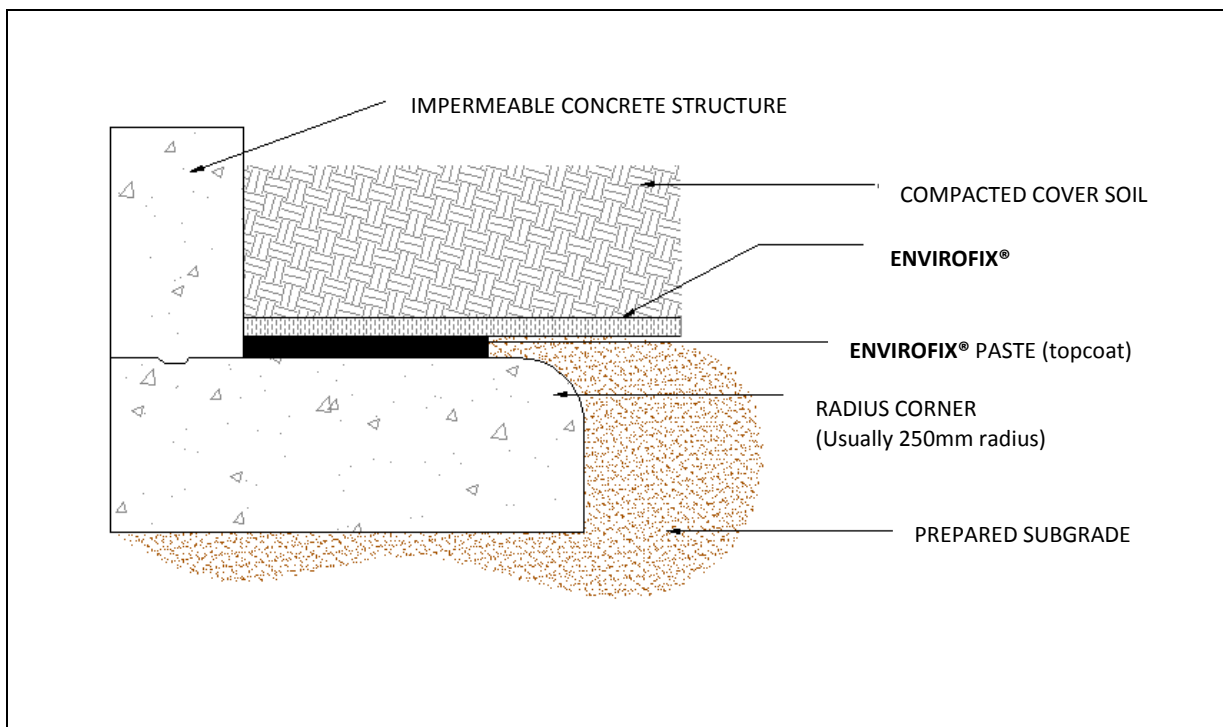 IMPERMEABLE CONCRETE STRUCTURE
COMPACTED COVER SOIL
ENVIROFIX®
ENVIROFIX® PASTE (topcoat)
RADIUS CORNER
(Usually 250mm radius)
PREPARED SUBGRADE